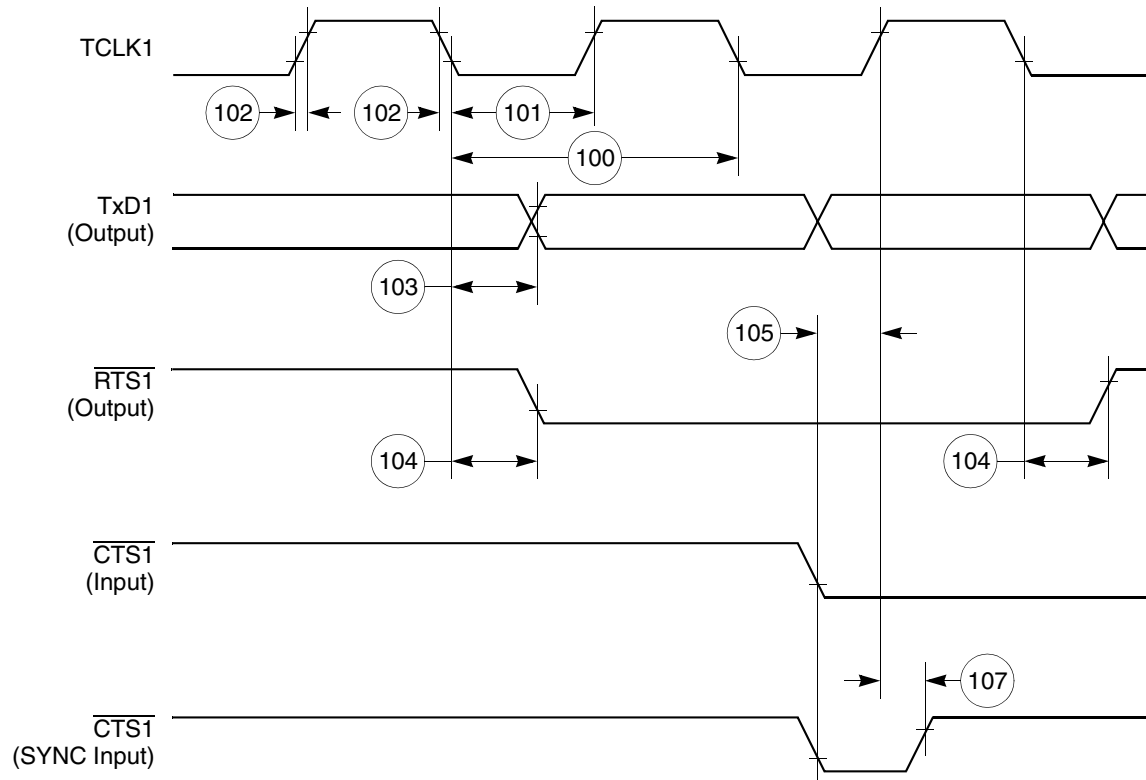 TCLK1
102
102
101
100
TxD1
(Output)
103
105
RTS1
(Output)
104
104
CTS1
(Input)
107
CTS1
(SYNC Input)